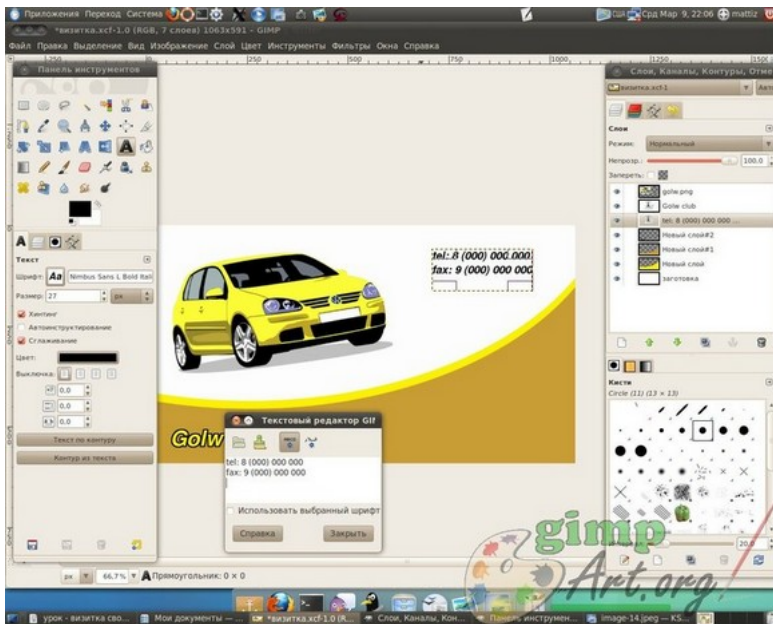 Приложения Переход Система
США Срд Мар 9, 22:06 mattiz
*визитка.xcf-1.0 (RGB, 7 слоев) 1063x591 – GIMP
Файл Правка Выделение Вид Изображение Слой Цвет Инструменты Фильтры Окна Справка
Панель инструментов
Текст
Шрифт: Aa Nimbus Sans L Bold Itali
Размер: 27 px
Хинтинг
Автоинструктирование
Сглаживание
Цвет:
Выключка:
0,0
0,0
0,0
Текст по контуру
Контур из текста
250
500
750
1000
1250
tel: 8 (000) 000 000
fax: 9 (000) 000 000
Golw
Текстовый редактор GIM
tel: 8 (000) 000 000
fax: 9 (000) 000 000
Использовать выбранный шрифт
Справка Закрыть
px 66,7% Прямоугольник: 0 × 0
Слои, Каналы, Контуры, Отме
визитка.xcf-1 Авто
Слои
Режим: Нормальный
Непрозр.: 100,0
Запереть:
golw.png
Golw club
tel: 8 (000) 000 000 ...
Новый слой#2
Новый слой#1
Новый слой
заготовка
Кисти
Circle (11) (13 × 13)
20,0
gimp
Art.org
урок - визитка сво... Мои документы — ... *визитка.xcf-1.0 (R... Слои, Каналы, Кон... Панель инструмен... image-14.jpeg — KS...